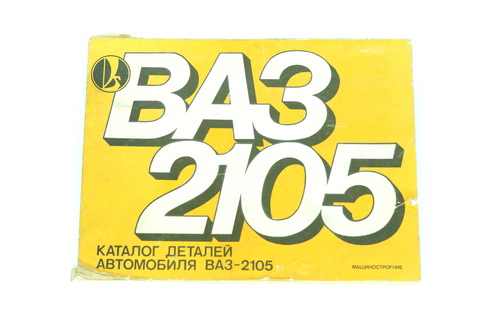 ВАЗ
2105
КАТАЛОГ ДЕТАЛЕЙ
АВТОМОБИЛЯ ВАЗ-2105
МАШИНОСТРОЕНИЕ